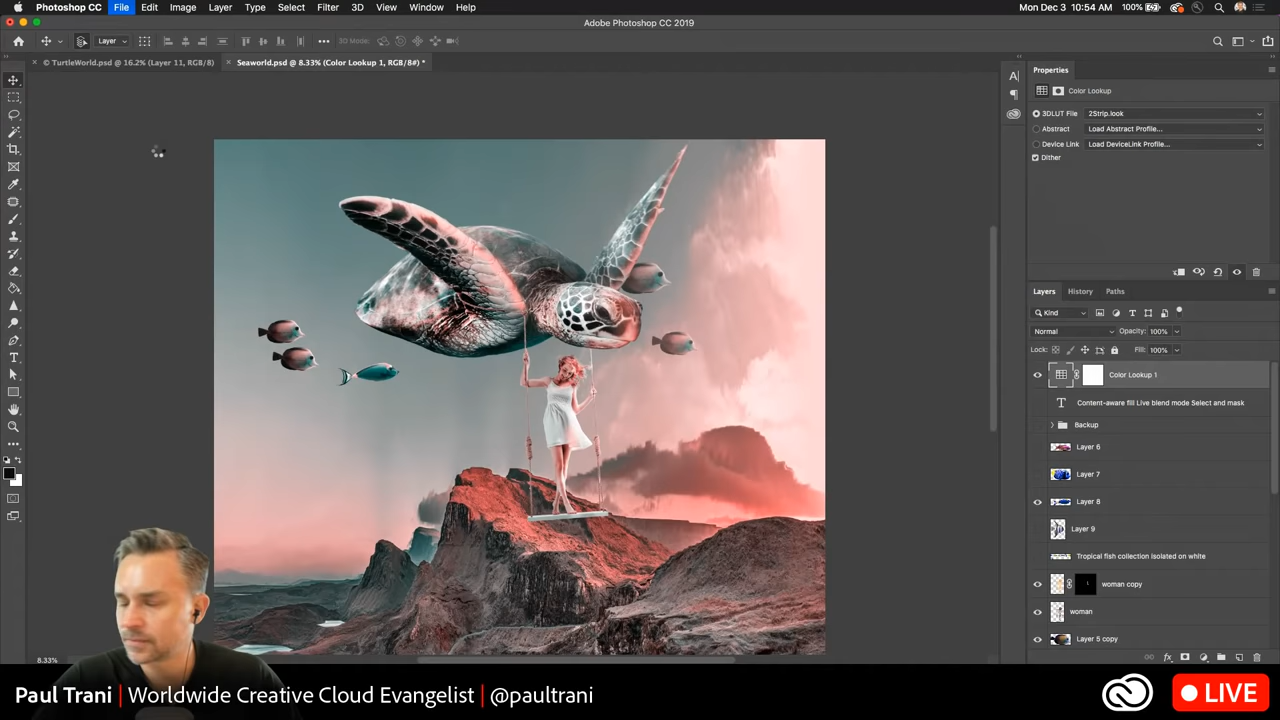 Photoshop CC File Edit Image Layer Type Select Filter 3D View Window Help
100% Mon Dec 3 10:54 AM
Adobe Photoshop CC 2019
Layer
3D Mode:
© TurtleWorld.psd @ 16.2% (Layer 11, RGB/8)
Seaworld.psd @ 8.33% (Color Lookup 1, RGB/8#) *
Properties
Color Lookup
3DLUT File 2Strip.look
Abstract Load Abstract Profile...
Device Link Load DeviceLink Profile...
Dither
Layers History Paths
Kind
Normal Opacity: 100%
Lock: Fill: 100%
Color Lookup 1
Content-aware fill Live blend mode Select and mask
Backup
Layer 6
Layer 7
Layer 8
Layer 9
Tropical fish collection isolated on white
woman copy
woman
Layer 5 copy
8.33%
Paul Trani | Worldwide Creative Cloud Evangelist | @paultrani
LIVE